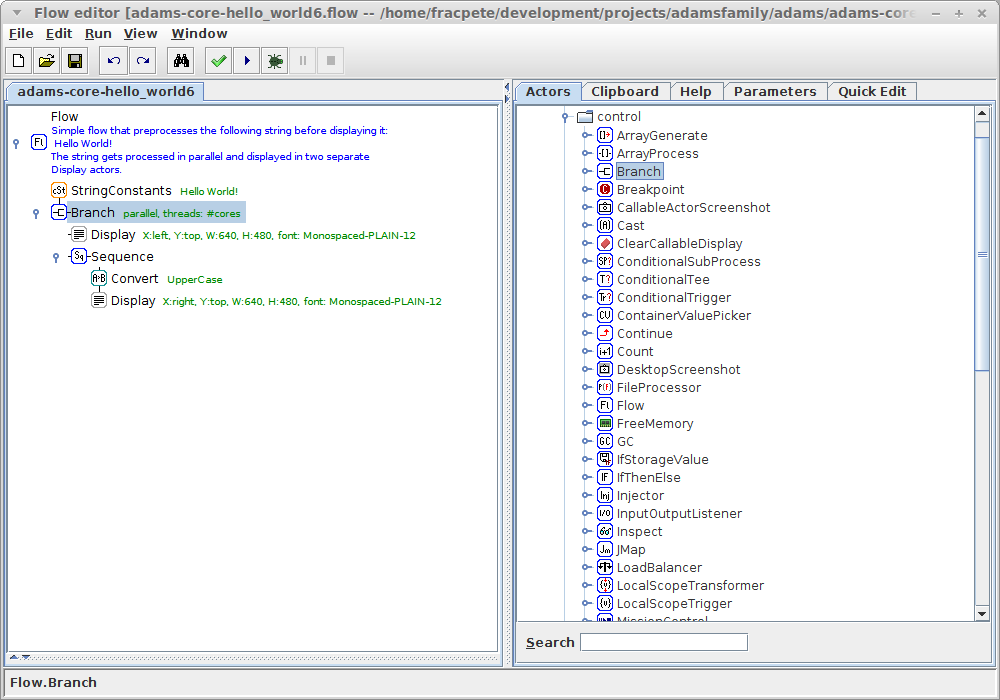 Flow editor [adams-core-hello_world6.flow -- /home/fracpete/development/projects/adamsfamily/adams/adams-core
File Edit Run View Window
adams-core-hello_world6
Flow
Simple flow that preprocesses the following string before displaying it:
Hello World!
The string gets processed in parallel and displayed in two separate
Display actors.
StringConstants Hello World!
Branch parallel, threads: #cores
Display X:left, Y:top, W:640, H:480, font: Monospaced-PLAIN-12
Sequence
Convert UpperCase
Display X:right, Y:top, W:640, H:480, font: Monospaced-PLAIN-12
Actors Clipboard Help Parameters Quick Edit
control
ArrayGenerate
ArrayProcess
Branch
Breakpoint
CallableActorScreenshot
Cast
ClearCallableDisplay
ConditionalSubProcess
ConditionalTee
ConditionalTrigger
ContainerValuePicker
Continue
Count
DesktopScreenshot
FileProcessor
Flow
FreeMemory
GC
IfStorageValue
IfThenElse
Injector
InputOutputListener
Inspect
JMap
LoadBalancer
LocalScopeTransformer
LocalScopeTrigger
MissionControl
Search
Flow.Branch